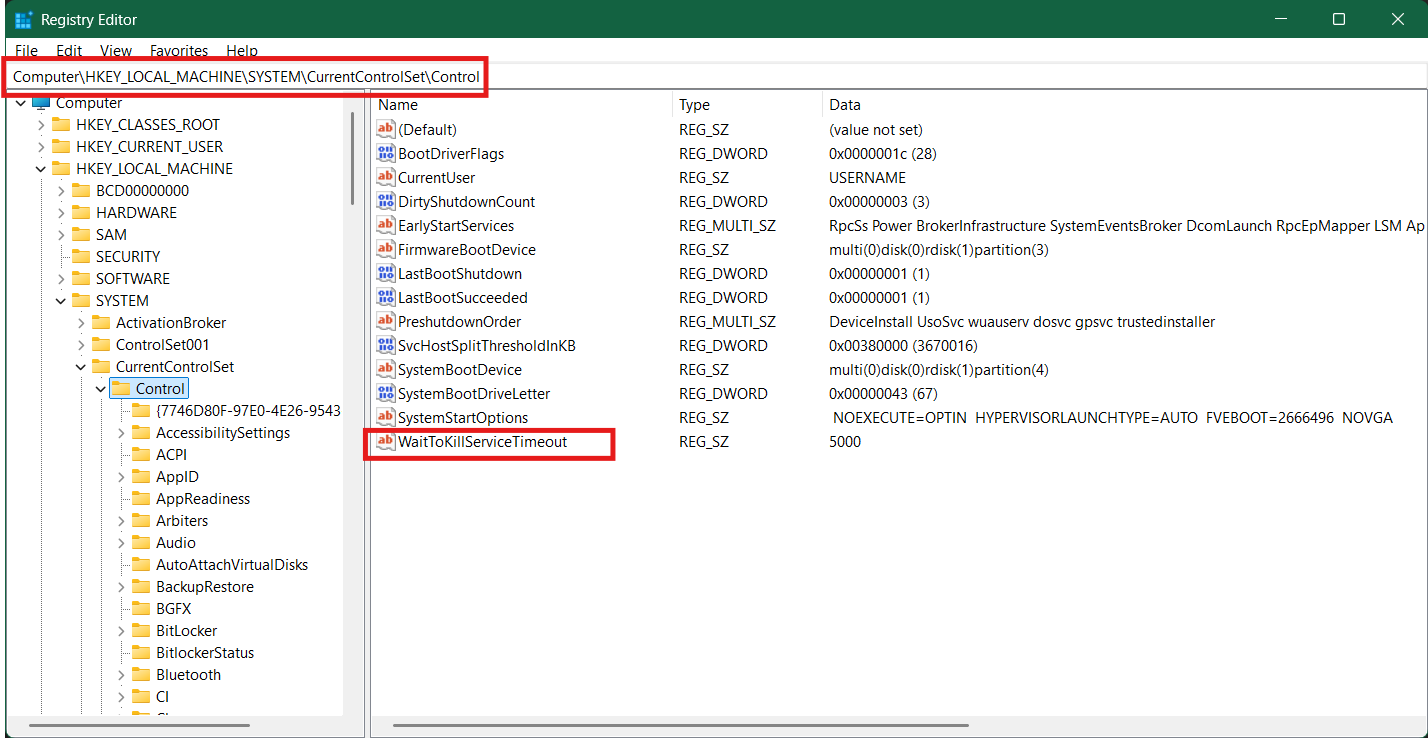 Registry Editor
File Edit View Favorites Help
Computer\HKEY_LOCAL_MACHINE\SYSTEM\CurrentControlSet\Control
Computer
HKEY_CLASSES_ROOT
HKEY_CURRENT_USER
HKEY_LOCAL_MACHINE
BCD00000000
HARDWARE
SAM
SECURITY
SOFTWARE
SYSTEM
ActivationBroker
ControlSet001
CurrentControlSet
Control
{7746D80F-97E0-4E26-9543
AccessibilitySettings
ACPI
AppID
AppReadiness
Arbiters
Audio
AutoAttachVirtualDisks
BackupRestore
BGFX
BitLocker
BitlockerStatus
Bluetooth
CI
Name Type Data
(Default) REG_SZ (value not set)
BootDriverFlags REG_DWORD 0x0000001c (28)
CurrentUser REG_SZ USERNAME
DirtyShutdownCount REG_DWORD 0x00000003 (3)
EarlyStartServices REG_MULTI_SZ RpcSs Power BrokerInfrastructure SystemEventsBroker DcomLaunch RpcEpMapper LSM Ap
FirmwareBootDevice REG_SZ multi(0)disk(0)rdisk(1)partition(3)
LastBootShutdown REG_DWORD 0x00000001 (1)
LastBootSucceeded REG_DWORD 0x00000001 (1)
PreshutdownOrder REG_MULTI_SZ DeviceInstall UsoSvc wuauserv dosvc gpsvc trustedinstaller
SvcHostSplitThresholdInKB REG_DWORD 0x00380000 (3670016)
SystemBootDevice REG_SZ multi(0)disk(0)rdisk(1)partition(4)
SystemBootDriveLetter REG_DWORD 0x00000043 (67)
SystemStartOptions REG_SZ NOEXECUTE=OPTIN HYPERVISORLAUNCHTYPE=AUTO FVEBOOT=2666496 NOVGA
WaitToKillServiceTimeout REG_SZ 5000